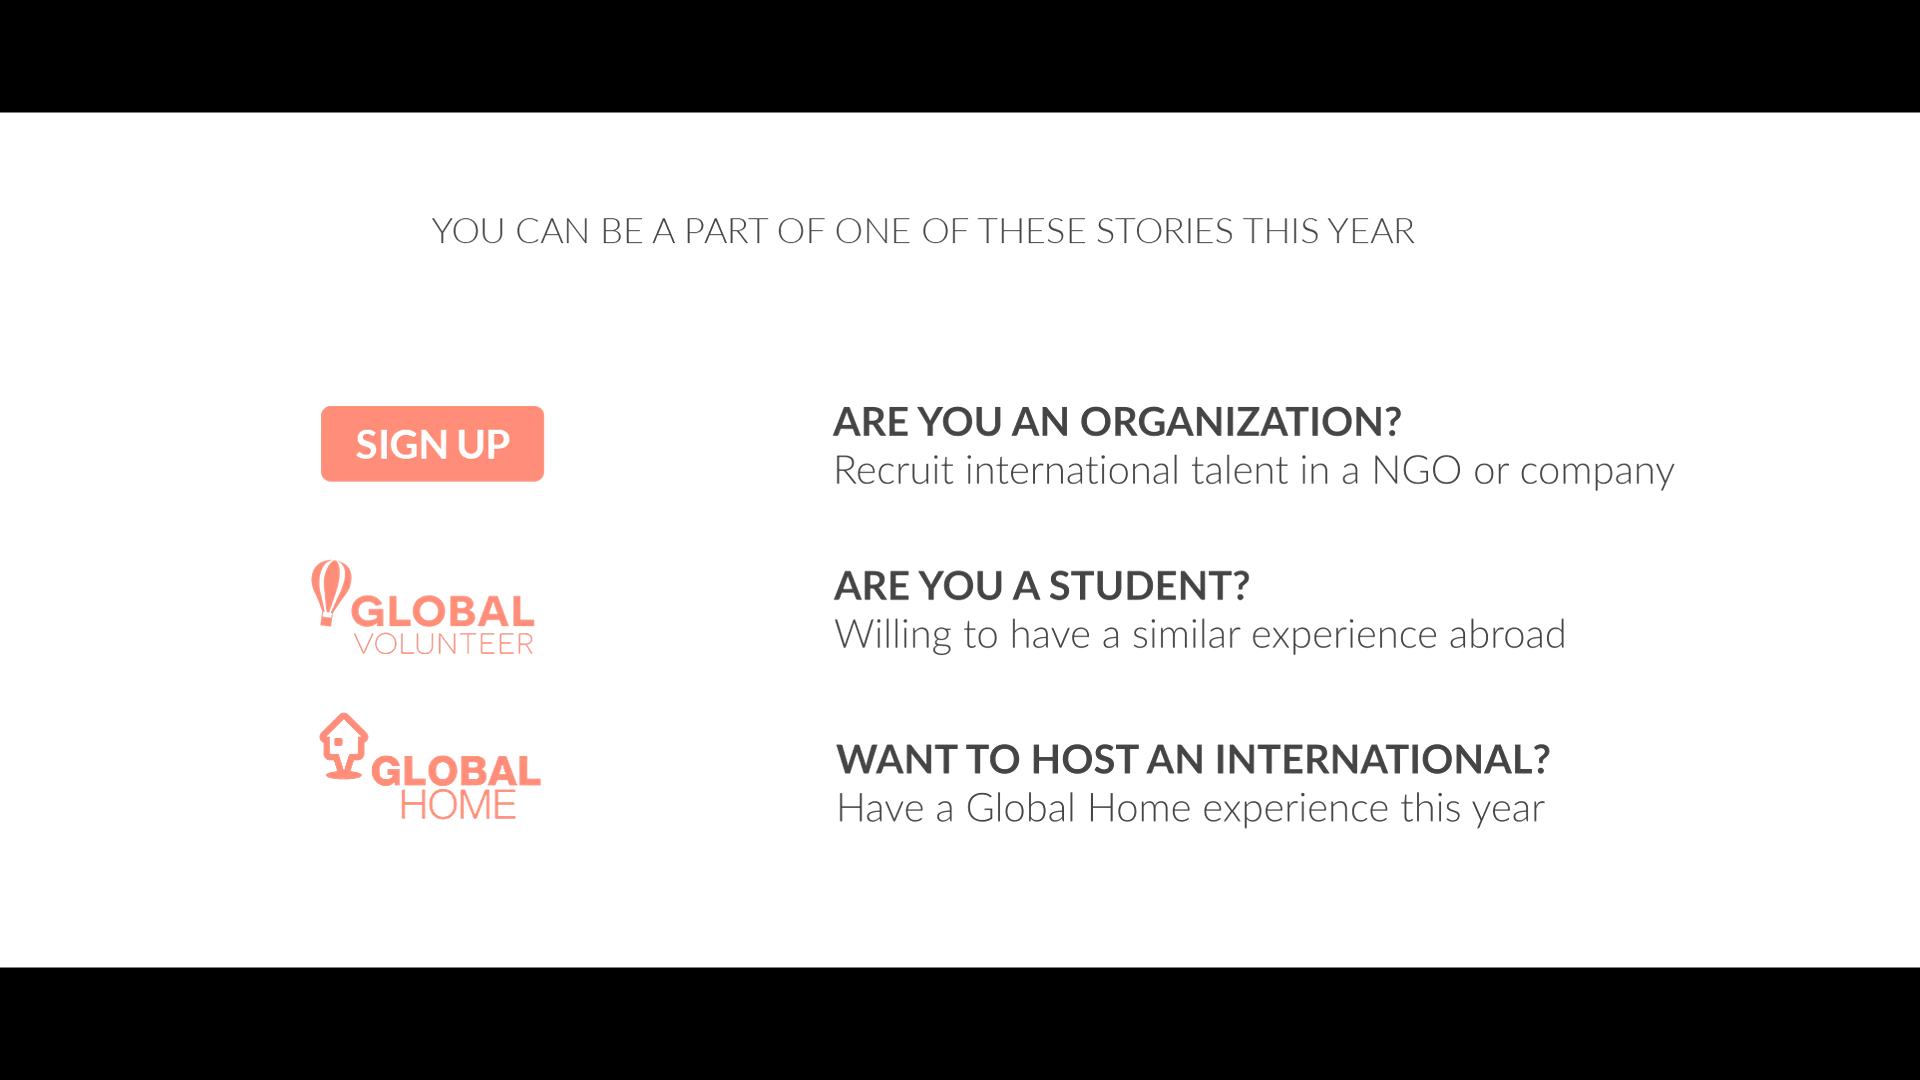 YOU CAN BE A PART OF ONE OF THESE STORIES THIS YEAR
SIGN UP
ARE YOU AN ORGANIZATION?
Recruit international talent in a NGO or company
GLOBAL
VOLUNTEER
ARE YOU A STUDENT?
Willing to have a similar experience abroad
GLOBAL
HOME
WANT TO HOST AN INTERNATIONAL?
Have a Global Home experience this year